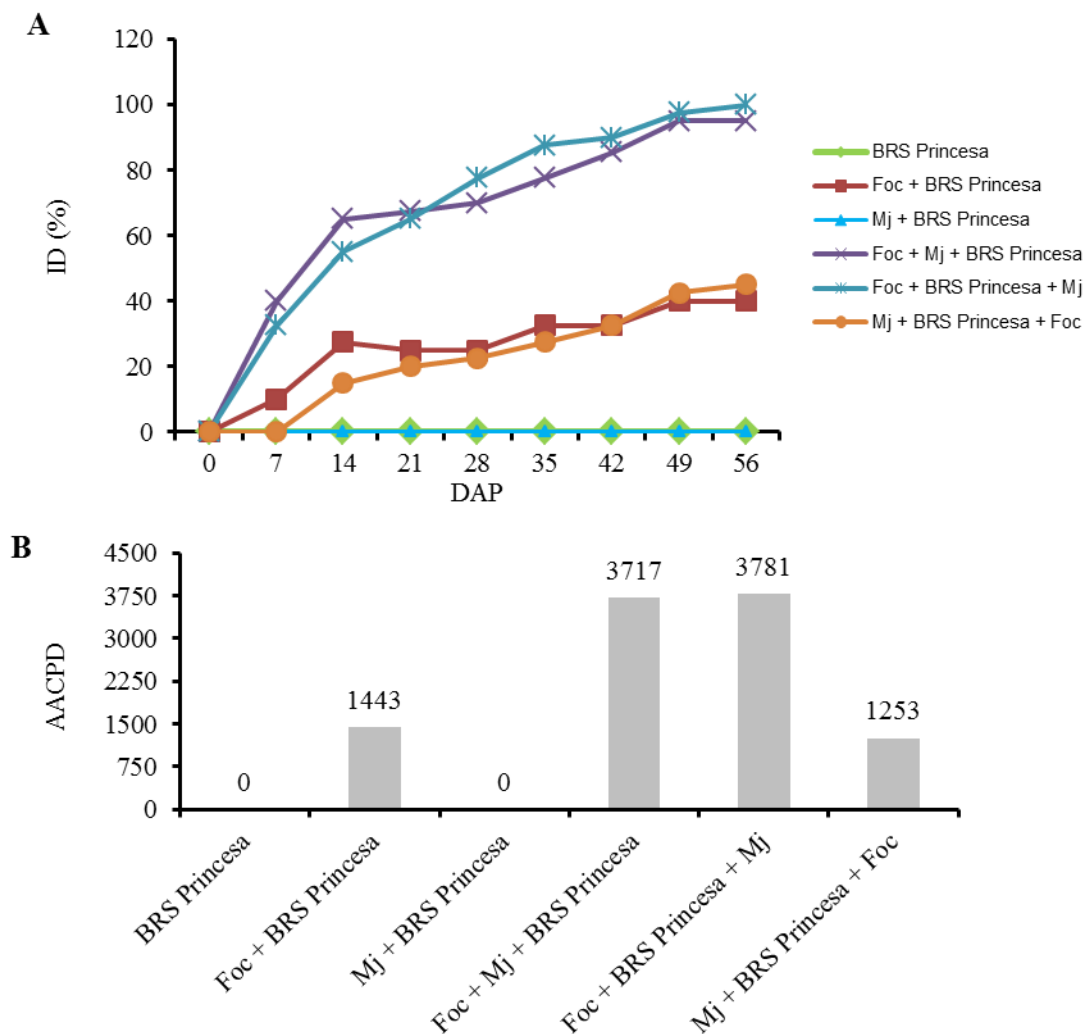 A
120
100
80
60
40
20
0
ID (%)
0 7 14 21 28 35 42 49 56
DAP
BRS Princesa
Foc + BRS Princesa
Mj + BRS Princesa
Foc + Mj + BRS Princesa
Foc + BRS Princesa + Mj
Mj + BRS Princesa + Foc
B
4500
3750
3000
2250
1500
750
0
AACPD
0
1443
0
3717
3781
1253
BRS Princesa
Foc + BRS Princesa
Mj + BRS Princesa
Foc + Mj + BRS Princesa
Foc + BRS Princesa + Mj
Mj + BRS Princesa + Foc